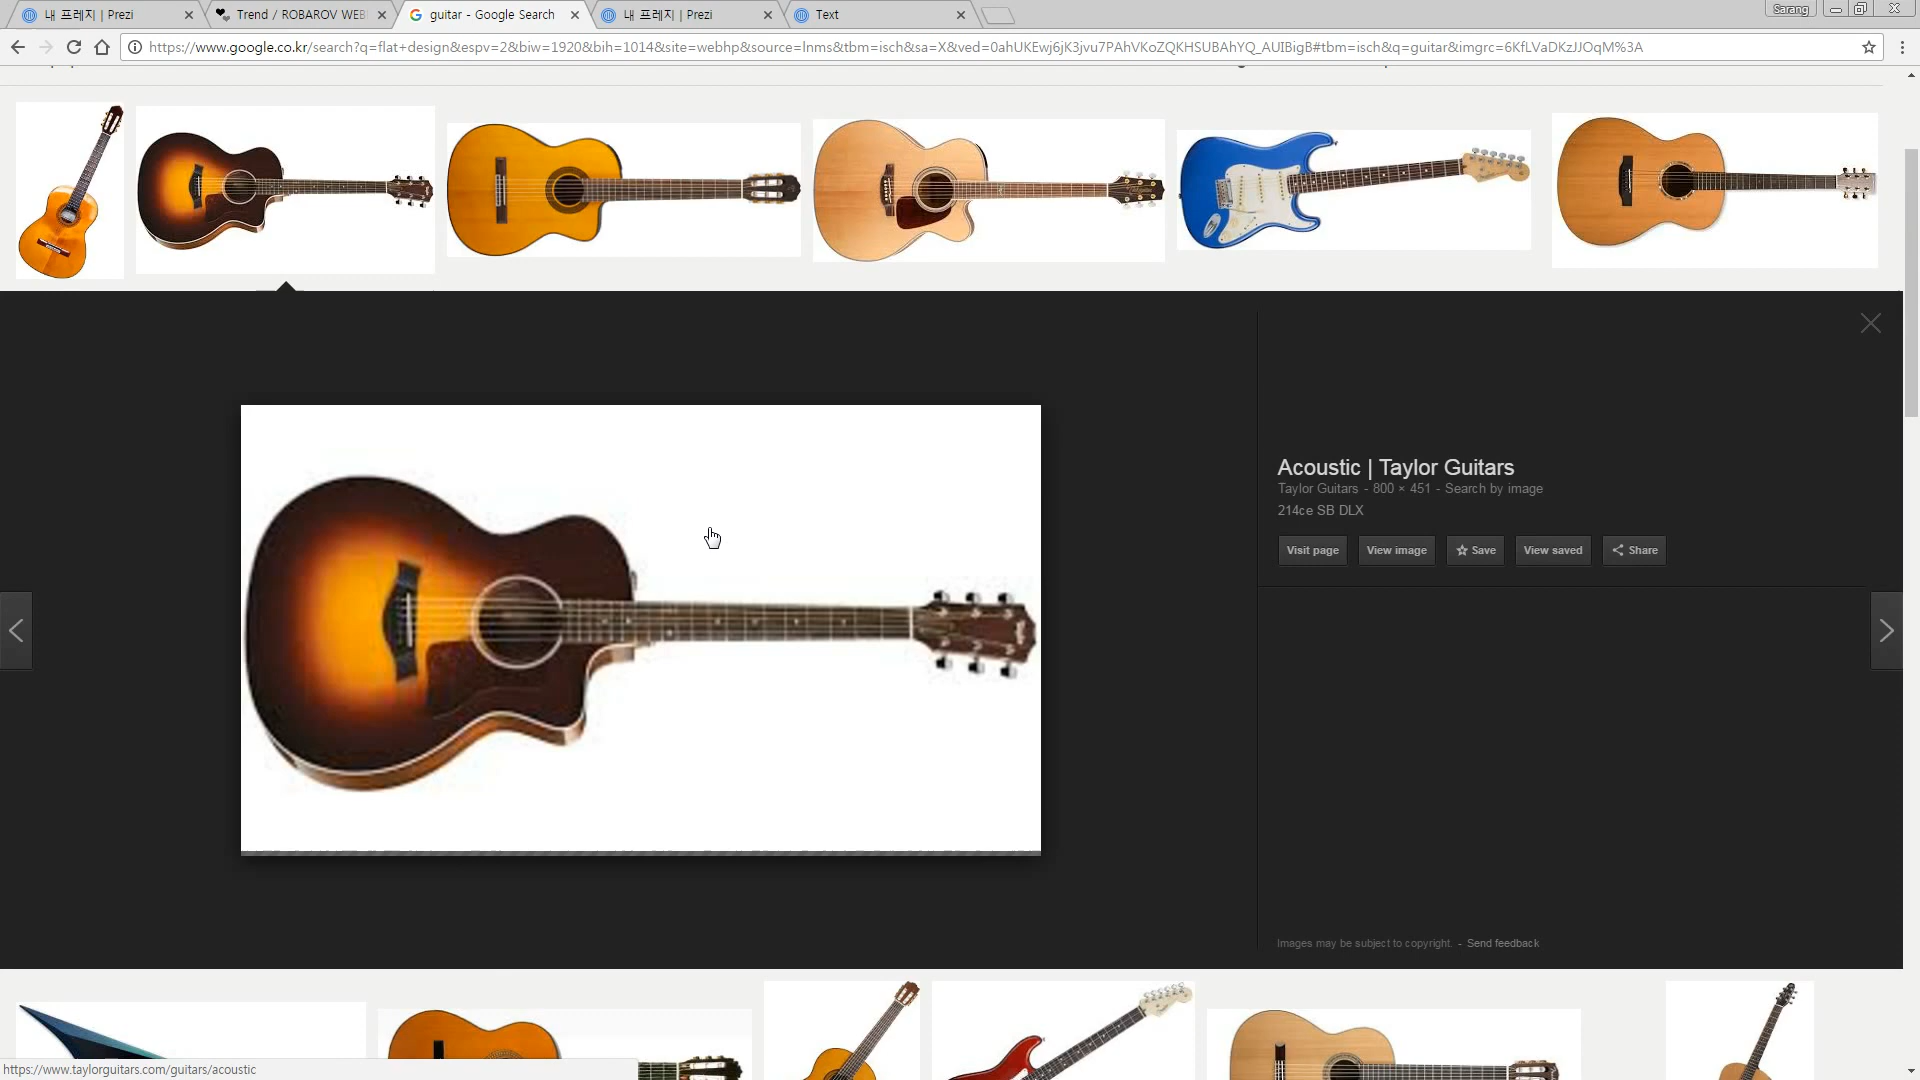 내 프레지 | Prezi
Trend / ROBAROV WEB
guitar - Google Search
내 프레지 | Prezi
Text
Sarang
https://www.google.co.kr/search?q=flat+design&espv=2&biw=1920&bih=1014&site=webhp&source=lnms&tbm=isch&sa=X&ved=0ahUKEwj6jK3jvu7PAhVKoZQKHSUBAhYQ_AUIBigB#tbm=isch&q=guitar&imgrc=6KfLVaDKzJJOqM%3A
Acoustic | Taylor Guitars
Taylor Guitars - 800 × 451 - Search by image
214ce SB DLX
Visit page
View image
Save
View saved
Share
Images may be subject to copyright. - Send feedback
https://www.taylorguitars.com/guitars/acoustic